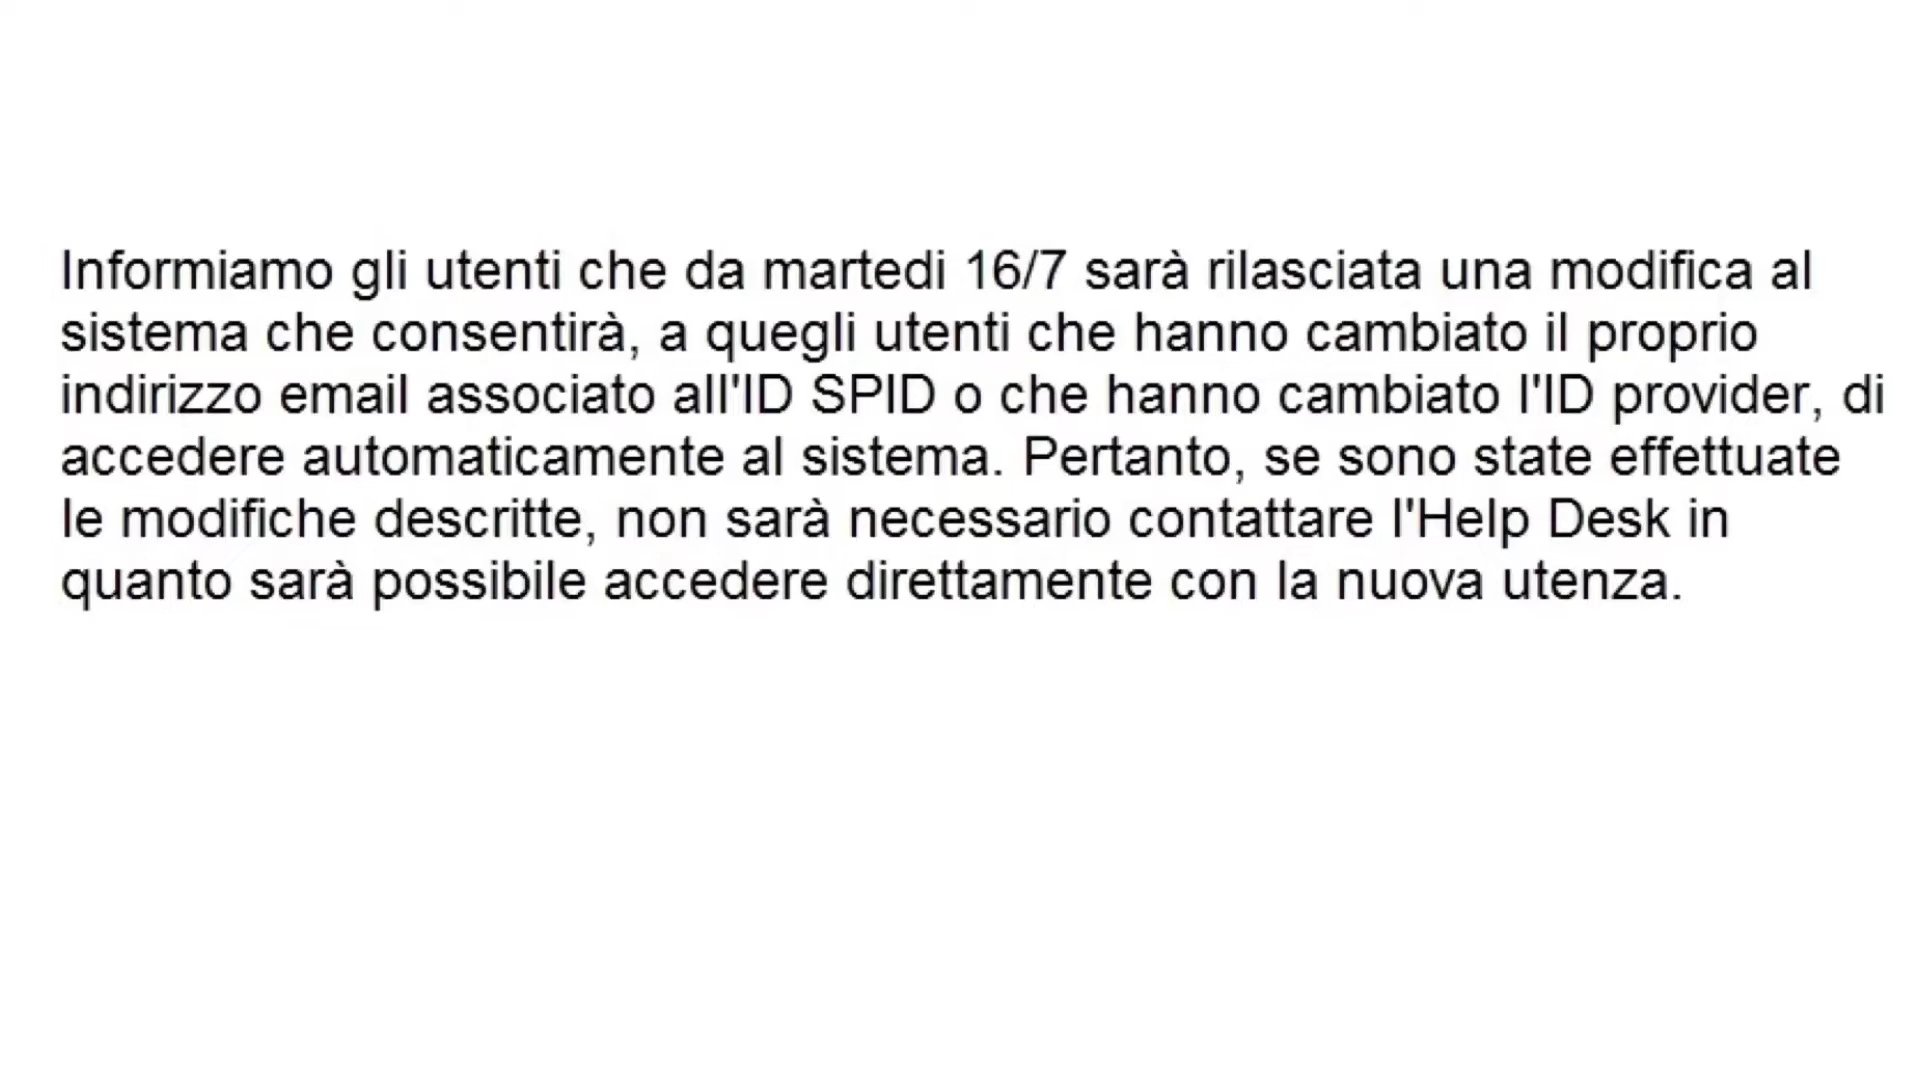 Informiamo gli utenti che da martedi 16/7 sarà rilasciata una modifica al
sistema che consentirà, a quegli utenti che hanno cambiato il proprio
indirizzo email associato all'ID SPID o che hanno cambiato l'ID provider, di
accedere automaticamente al sistema. Pertanto, se sono state effettuate
le modifiche descritte, non sarà necessario contattare l'Help Desk in
quanto sarà possibile accedere direttamente con la nuova utenza.